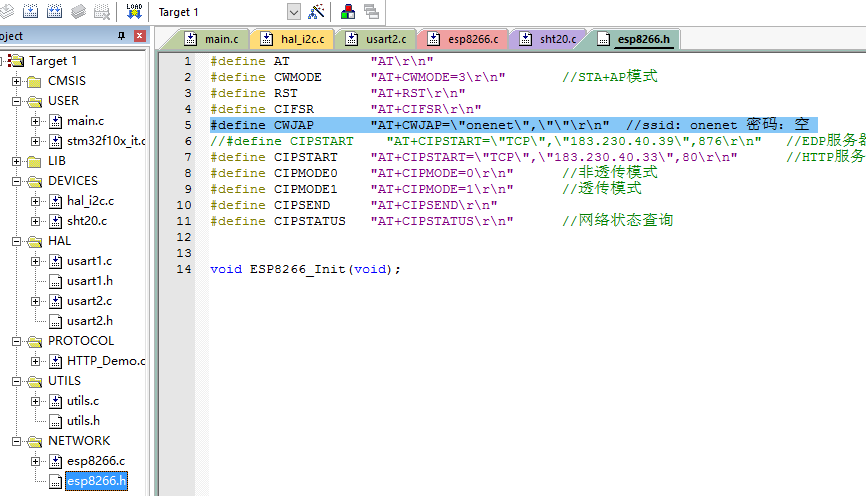 Target 1
oject
main.c
hal_i2c.c
usart2.c
esp8266.c
sht20.c
esp8266.h
Target 1
CMSIS
USER
main.c
stm32f10x_it.c
LIB
DEVICES
hal_i2c.c
sht20.c
HAL
usart1.c
usart1.h
usart2.c
usart2.h
PROTOCOL
HTTP_Demo.c
UTILS
utils.c
utils.h
NETWORK
esp8266.c
esp8266.h
1 #define AT "AT\r\n"
2 #define CWMODE "AT+CWMODE=3\r\n" //STA+AP模式
3 #define RST "AT+RST\r\n"
4 #define CIFSR "AT+CIFSR\r\n"
5 #define CWJAP "AT+CWJAP=\"onenet\",\"\"\r\n" //ssid: onenet 密码：空
6 //#define CIPSTART "AT+CIPSTART=\"TCP\",\"183.230.40.39\",876\r\n" //EDP服务器
7 #define CIPSTART "AT+CIPSTART=\"TCP\",\"183.230.40.33\",80\r\n" //HTTP服务
8 #define CIPMODE0 "AT+CIPMODE=0\r\n" //非透传模式
9 #define CIPMODE1 "AT+CIPMODE=1\r\n" //透传模式
10 #define CIPSEND "AT+CIPSEND\r\n"
11 #define CIPSTATUS "AT+CIPSTATUS\r\n" //网络状态查询
12
13
14 void ESP8266_Init(void);